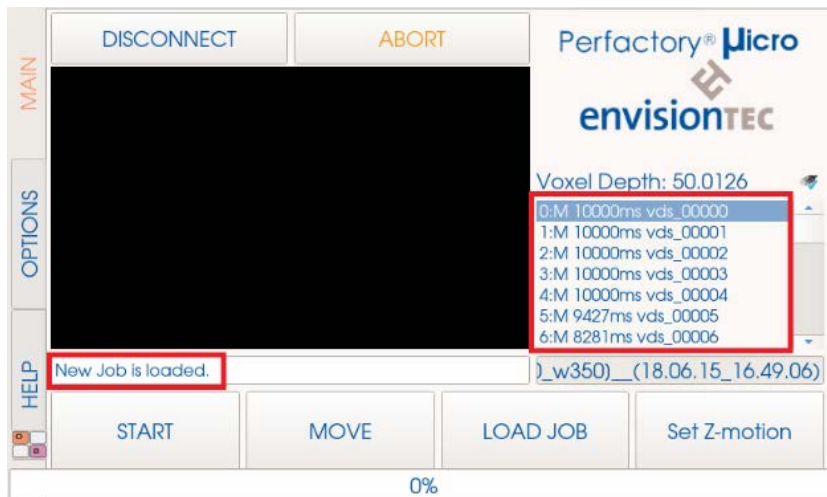 MAIN
OPTIONS
HELP
DISCONNECT
ABORT
Perfactory® µicro
envisionTEC
Voxel Depth: 50.0126
0:M 10000ms vds_00000
1:M 10000ms vds_00001
2:M 10000ms vds_00002
3:M 10000ms vds_00003
4:M 10000ms vds_00004
5:M 9427ms vds_00005
6:M 8281ms vds_00006
New Job is loaded.
)_w350)__(18.06.15_16.49.06)
START
MOVE
LOAD JOB
Set Z-motion
0%